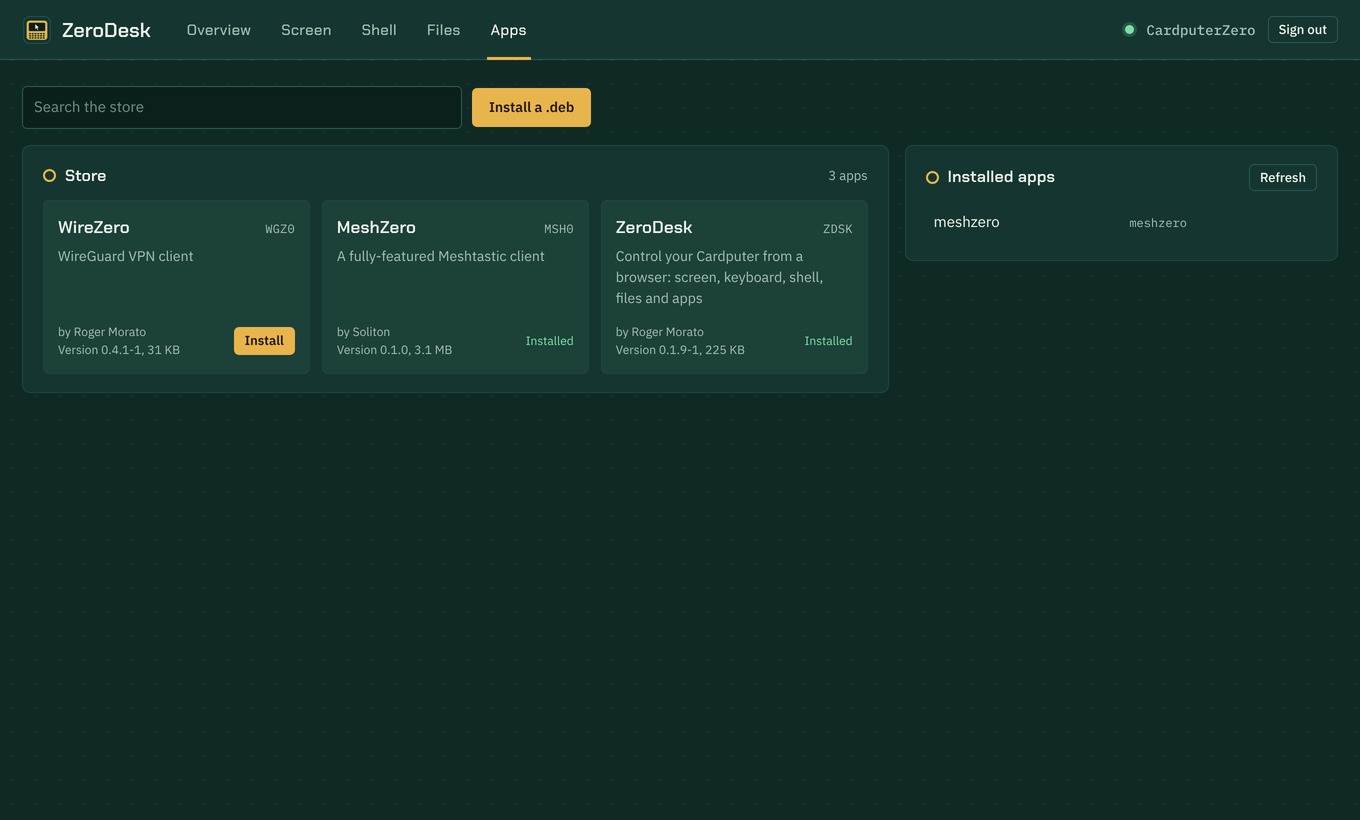 ZeroDesk Overview Screen Shell Files Apps CardputerZero Sign out
Search the store Install a .deb
Store 3 apps
WireZero WGZ0
WireGuard VPN client
by Roger Morato
Version 0.4.1-1, 31 KB
Install
MeshZero MSH0
A fully-featured Meshtastic client
by Soliton
Version 0.1.0, 3.1 MB
Installed
ZeroDesk ZDSK
Control your Cardputer from a
browser: screen, keyboard, shell,
files and apps
by Roger Morato
Version 0.1.9-1, 225 KB
Installed
Installed apps Refresh
meshzero meshzero